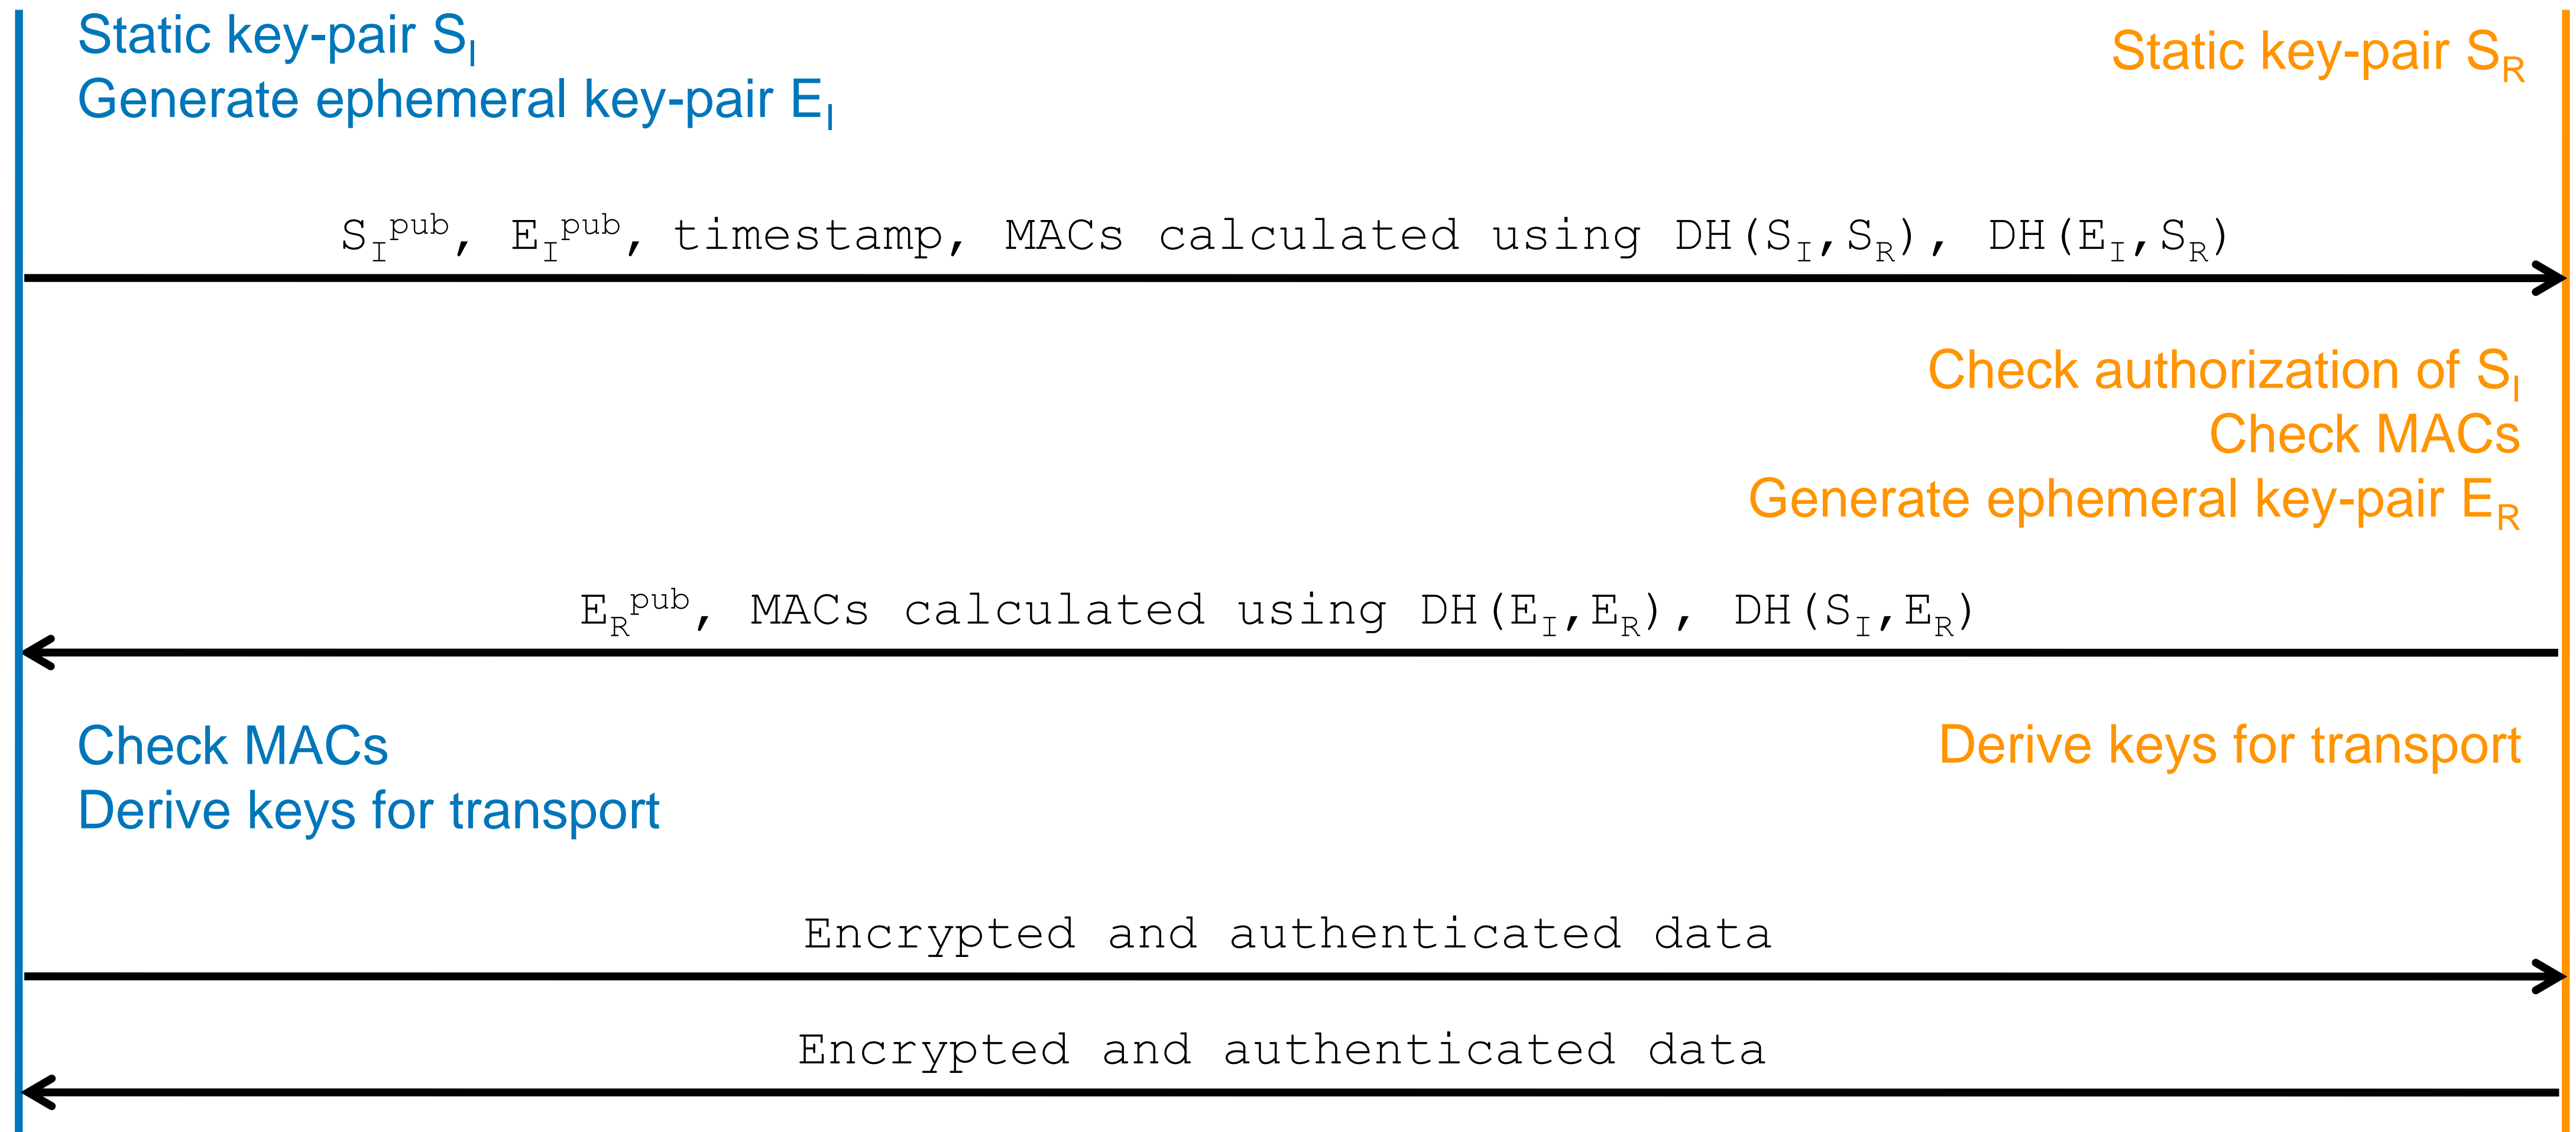 Static key-pair S_I
Generate ephemeral key-pair E_I
Static key-pair S_R
S_I^pub, E_I^pub, timestamp, MACs calculated using DH(S_I,S_R), DH(E_I,S_R)
Check authorization of S_I
Check MACs
Generate ephemeral key-pair E_R
E_R^pub, MACs calculated using DH(E_I,E_R), DH(S_I,E_R)
Check MACs
Derive keys for transport
Derive keys for transport
Encrypted and authenticated data
Encrypted and authenticated data